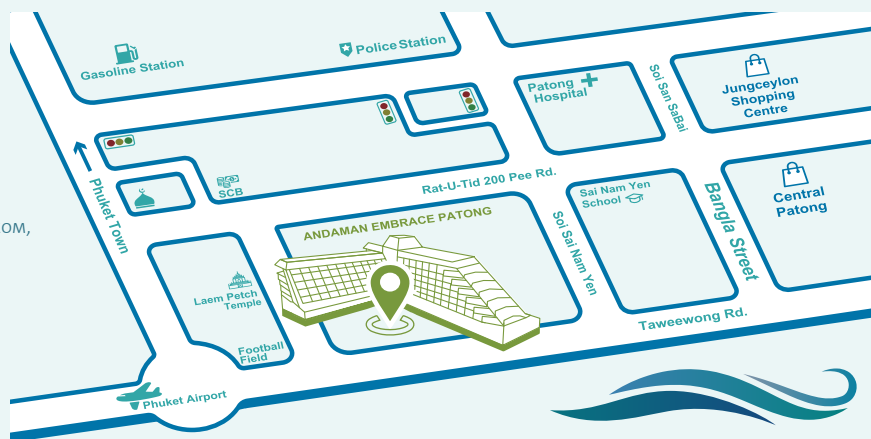 Gasoline Station
Police Station
Patong
Hospital
Soi San SaBai
Jungceylon
Shopping
Centre
Phuket Town
SCB
Rat-U-Tid 200 Pee Rd.
Sai Nam Yen
School
Bangla Street
Central
Patong
OM,
ANDAMAN EMBRACE PATONG
Soi Sai Nam Yen
Laem Petch
Temple
Football
Field
Taweewong Rd.
Phuket Airport